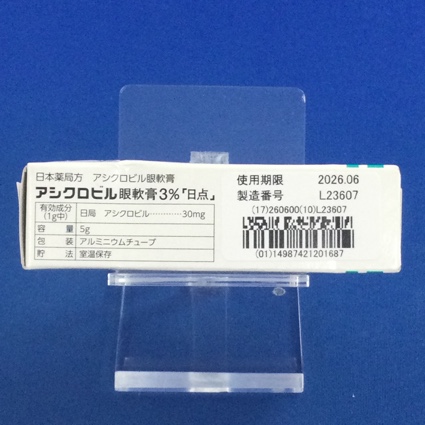 日本薬局方　アシクロビル眼軟膏
アシクロビル眼軟膏3%「日点」
有効成分(1g中)　日局　アシクロビル…………30mg
容量　5g
包装　アルミニウムチューブ
貯法　室温保存
使用期限　2026.06
製造番号　L23607
(17)260600(10)L23607
(01)14987421201687